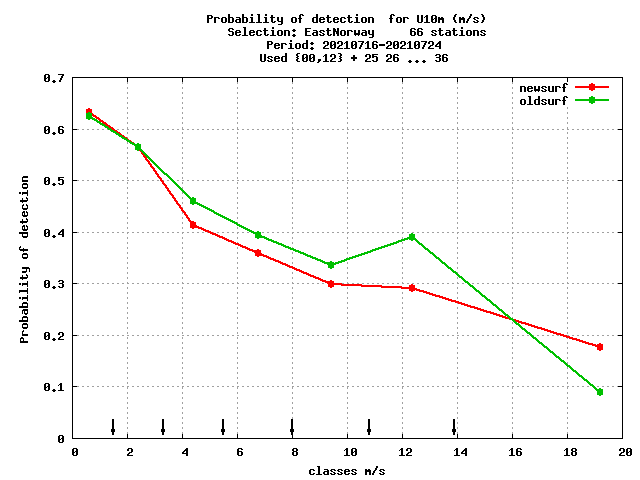 Probability of detection  for U10m (m/s)
Selection: EastNorway     66 stations
Period: 20210716-20210724
Used {00,12} + 25 26 ... 36
newsurf
oldsurf
Probability of detection
0.7
0.6
0.5
0.4
0.3
0.2
0.1
0
0 2 4 6 8 10 12 14 16 18 20
classes m/s